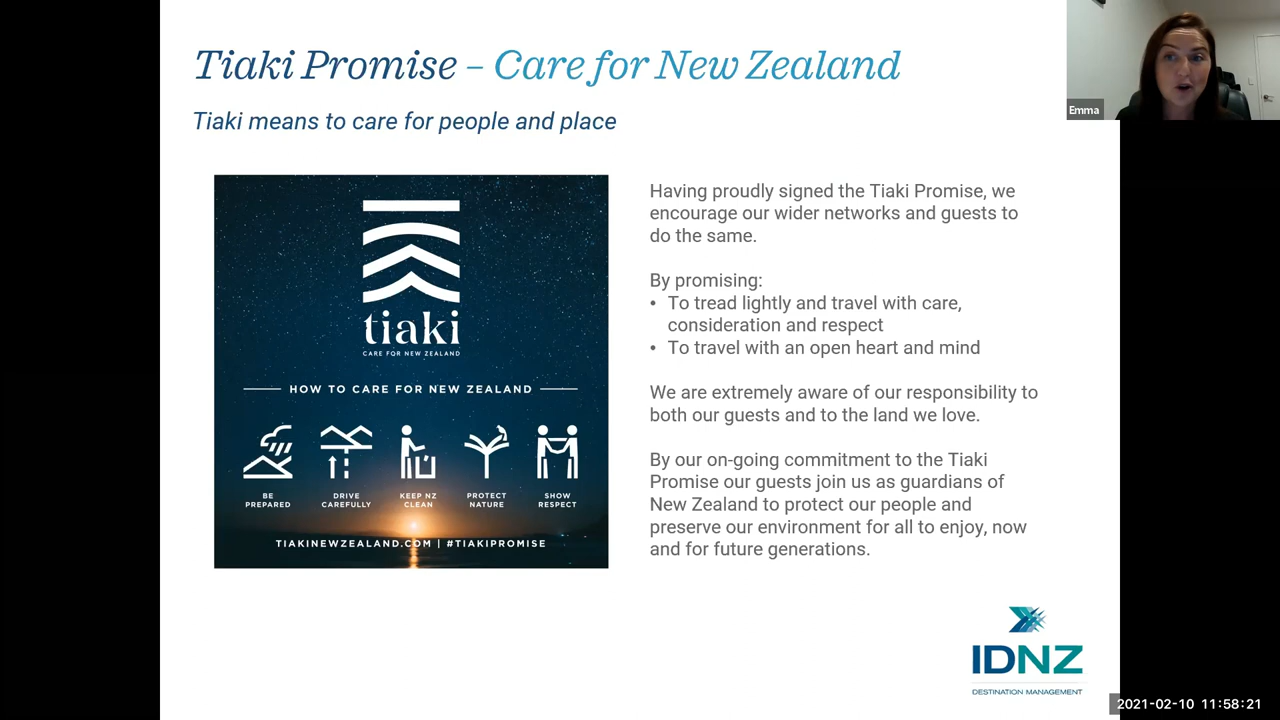 Tiaki Promise – Care for New Zealand
Emma
Tiaki means to care for people and place
tiaki
CARE FOR NEW ZEALAND
HOW TO CARE FOR NEW ZEALAND
BE
PREPARED
DRIVE
CAREFULLY
KEEP NZ
CLEAN
PROTECT
NATURE
SHOW
RESPECT
TIAKINEWZEALAND.COM | #TIAKIPROMISE
Having proudly signed the Tiaki Promise, we
encourage our wider networks and guests to
do the same.
By promising:
• To tread lightly and travel with care,
consideration and respect
• To travel with an open heart and mind
We are extremely aware of our responsibility to
both our guests and to the land we love.
By our on-going commitment to the Tiaki
Promise our guests join us as guardians of
New Zealand to protect our people and
preserve our environment for all to enjoy, now
and for future generations.
IDNZ
DESTINATION MANAGEMENT
2021-02-10 11:58:21